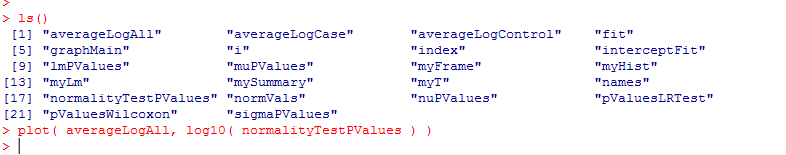 >
> ls()
[1] "averageLogAll" "averageLogCase" "averageLogControl" "fit"
[5] "graphMain" "i" "index" "interceptFit"
[9] "lmPValues" "muPValues" "myFrame" "myHist"
[13] "myLm" "mySummary" "myT" "names"
[17] "normalityTestPValues" "normVals" "nuPValues" "pValuesLRTest"
[21] "pValuesWilcoxon" "sigmaPValues"
> plot( averageLogAll, log10( normalityTestPValues ) )
>